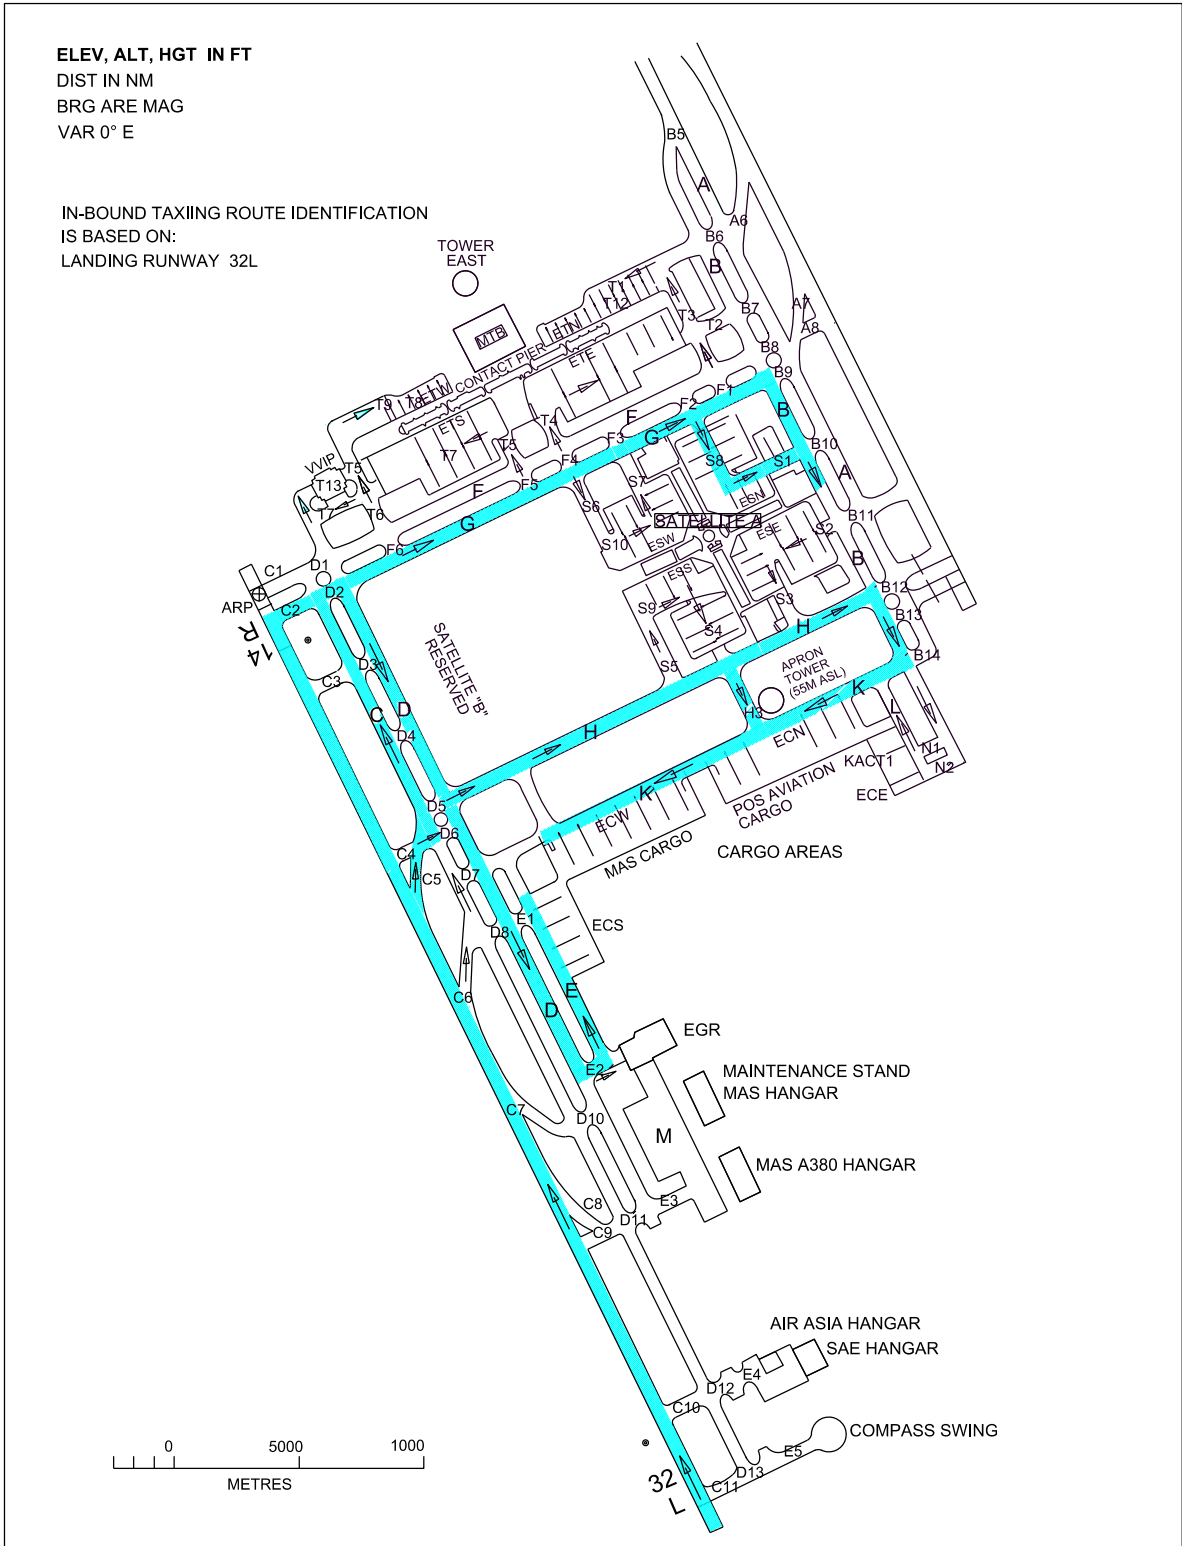 ELEV, ALT, HGT IN FT
DIST IN NM
BRG ARE MAG
VAR 0° E
IN-BOUND TAXIING ROUTE IDENTIFICATION
IS BASED ON:
LANDING RUNWAY 32L
B5
A
A6
B6
B
TOWER
EAST
T1
T12
T3
B7
A7
A8
T2
MTB
ETN
CONTACT PIER
ETE
B8
B9
T9
T8
ETW
ETS
F1
F2
B
F
T4
F3
G
B10
T7
T5
F4
S8
S1
A
VVIP
T5
F5
S7
T13
F
ESN
T7
T6
S6
B11
G
SATELLITE A
S2
ESE
S10
ESW
F6
B
ESS
C1
D1
D2
S3
B12
ARP
C2
S9
B13
14
R
S4
H
B14
SATELLITE "B"
RESERVED
S5
D3
APRON
TOWER
(55M ASL)
C3
K
C
D
H3
L
D4
H
ECN
N1
N2
KACT1
ECE
K
POS AVIATION
CARGO
D5
ECW
D6
MAS CARGO
CARGO AREAS
C4
C5
D7
E1
ECS
D8
C6
E
D
EGR
E2
MAINTENANCE STAND
MAS HANGAR
C7
D10
M
MAS A380 HANGAR
C8
E3
D11
C9
AIR ASIA HANGAR
SAE HANGAR
E4
D12
C10
COMPASS SWING
E5
D13
C11
32
L
0 5000 1000
METRES